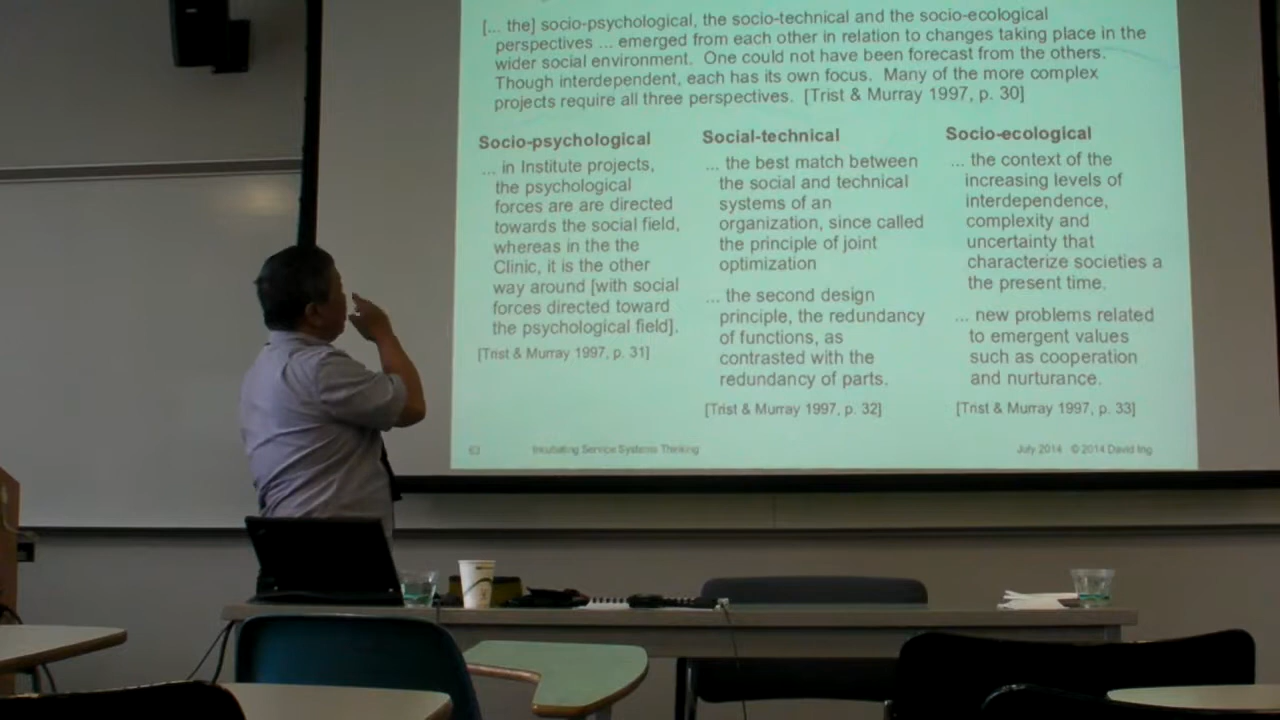 [... the] socio-psychological, the socio-technical and the socio-ecological
perspectives ... emerged from each other in relation to changes taking place in the
wider social environment. One could not have been forecast from the others.
Though interdependent, each has its own focus. Many of the more complex
projects require all three perspectives. [Trist & Murray 1997, p. 30]
Socio-psychological
... in Institute projects,
the psychological
forces are are directed
towards the social field,
whereas in the the
Clinic, it is the other
way around [with social
forces directed toward
the psychological field].
[Trist & Murray 1997, p. 31]
Social-technical
... the best match between
the social and technical
systems of an
organization, since called
the principle of joint
optimization
... the second design
principle, the redundancy
of functions, as
contrasted with the
redundancy of parts.
[Trist & Murray 1997, p. 32]
Socio-ecological
... the context of the
increasing levels of
interdependence,
complexity and
uncertainty that
characterize societies a
the present time.
... new problems related
to emergent values
such as cooperation
and nurturance.
[Trist & Murray 1997, p. 33]
63 Incubating Service Systems Thinking July 2014 © 2014 David Ing